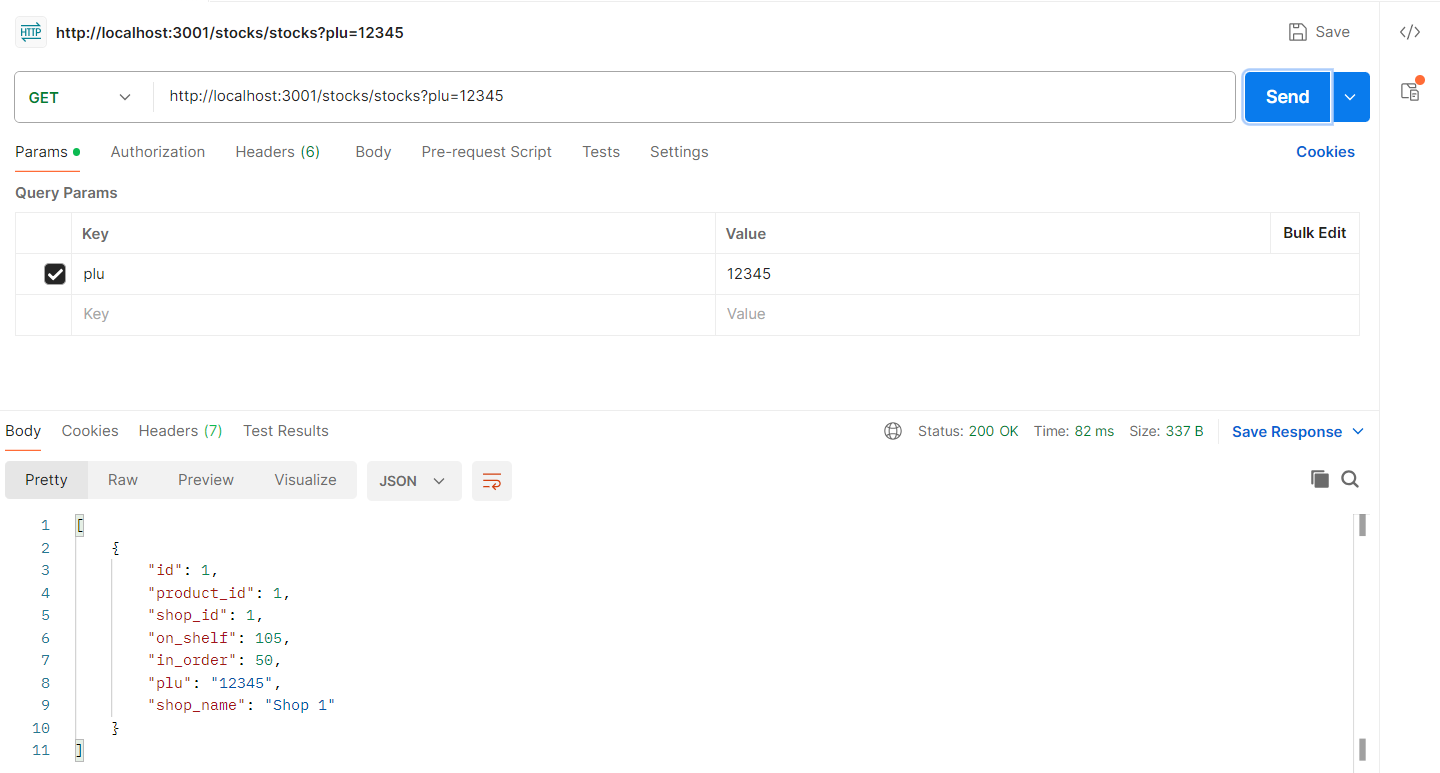 HTTP http://localhost:3001/stocks/stocks?plu=12345 Save </>
GET http://localhost:3001/stocks/stocks?plu=12345 Send
Params Authorization Headers (6) Body Pre-request Script Tests Settings Cookies
Query Params
Key Value Bulk Edit
plu 12345
Key Value
Body Cookies Headers (7) Test Results Status: 200 OK Time: 82 ms Size: 337 B Save Response
Pretty Raw Preview Visualize JSON
1 [
2 {
3 "id": 1,
4 "product_id": 1,
5 "shop_id": 1,
6 "on_shelf": 105,
7 "in_order": 50,
8 "plu": "12345",
9 "shop_name": "Shop 1"
10 }
11 ]